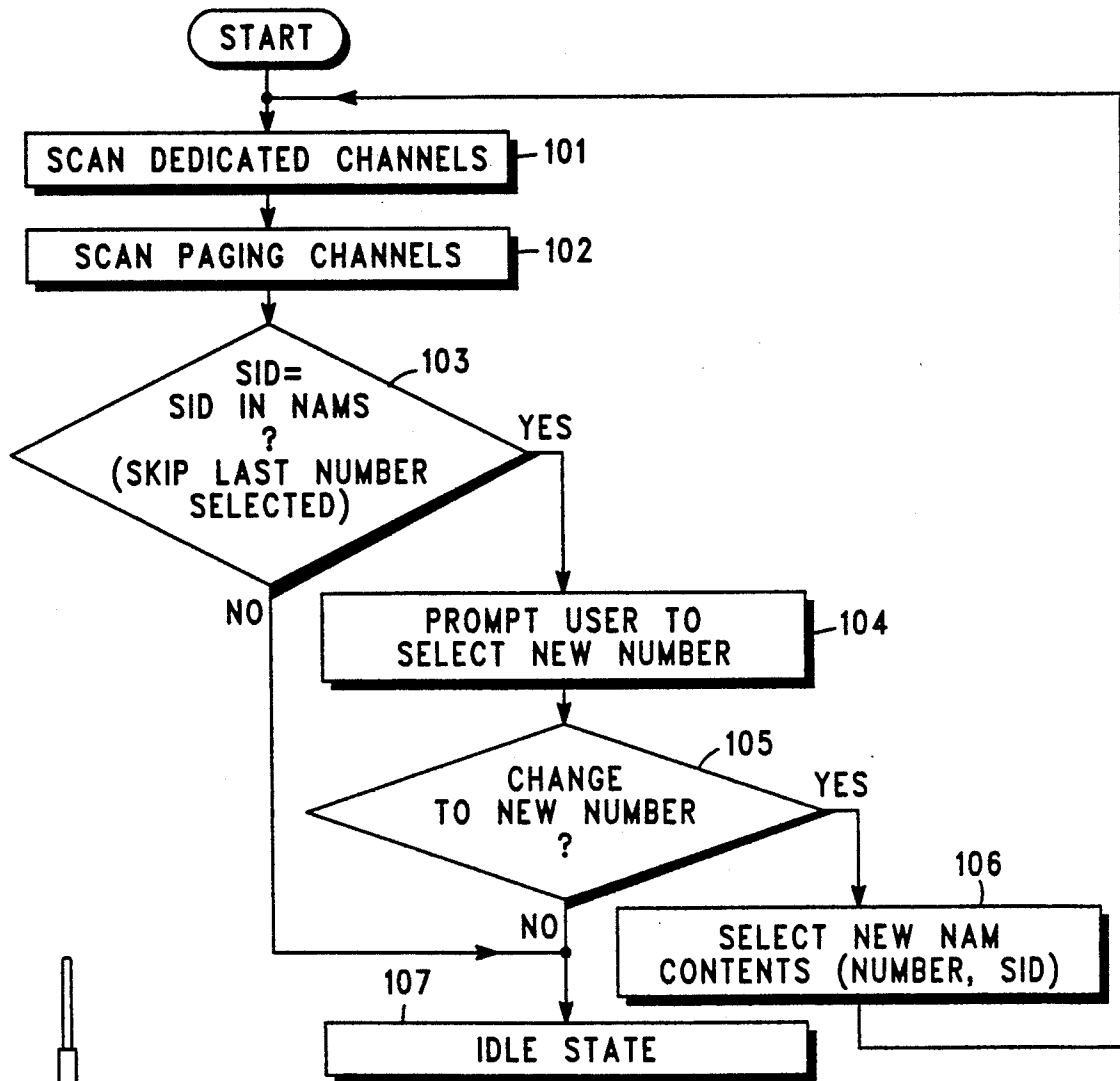 START
SCAN DEDICATED CHANNELS
101
SCAN PAGING CHANNELS
102
103
SID=
SID IN NAMS
?
(SKIP LAST NUMBER
SELECTED)
YES
NO
PROMPT USER TO
SELECT NEW NUMBER
104
105
CHANGE
TO NEW NUMBER
?
YES
NO
106
SELECT NEW NAM
CONTENTS (NUMBER, SID)
107
IDLE STATE